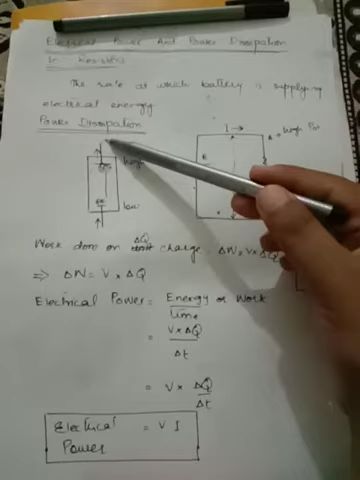 Electrical Power And Power Dissipation
In Resistor
The rate at which battery is supplying
electrical energy
Power Dissipation
I →
high Pot
high
low
Work done on ΔQ charge ΔW = V × ΔQ
⇒ ΔW = V × ΔQ
Electrical Power = Energy or Work
Time
= V × ΔQ
Δt
= V × ΔQ
Δt
Electrical = V I
Power